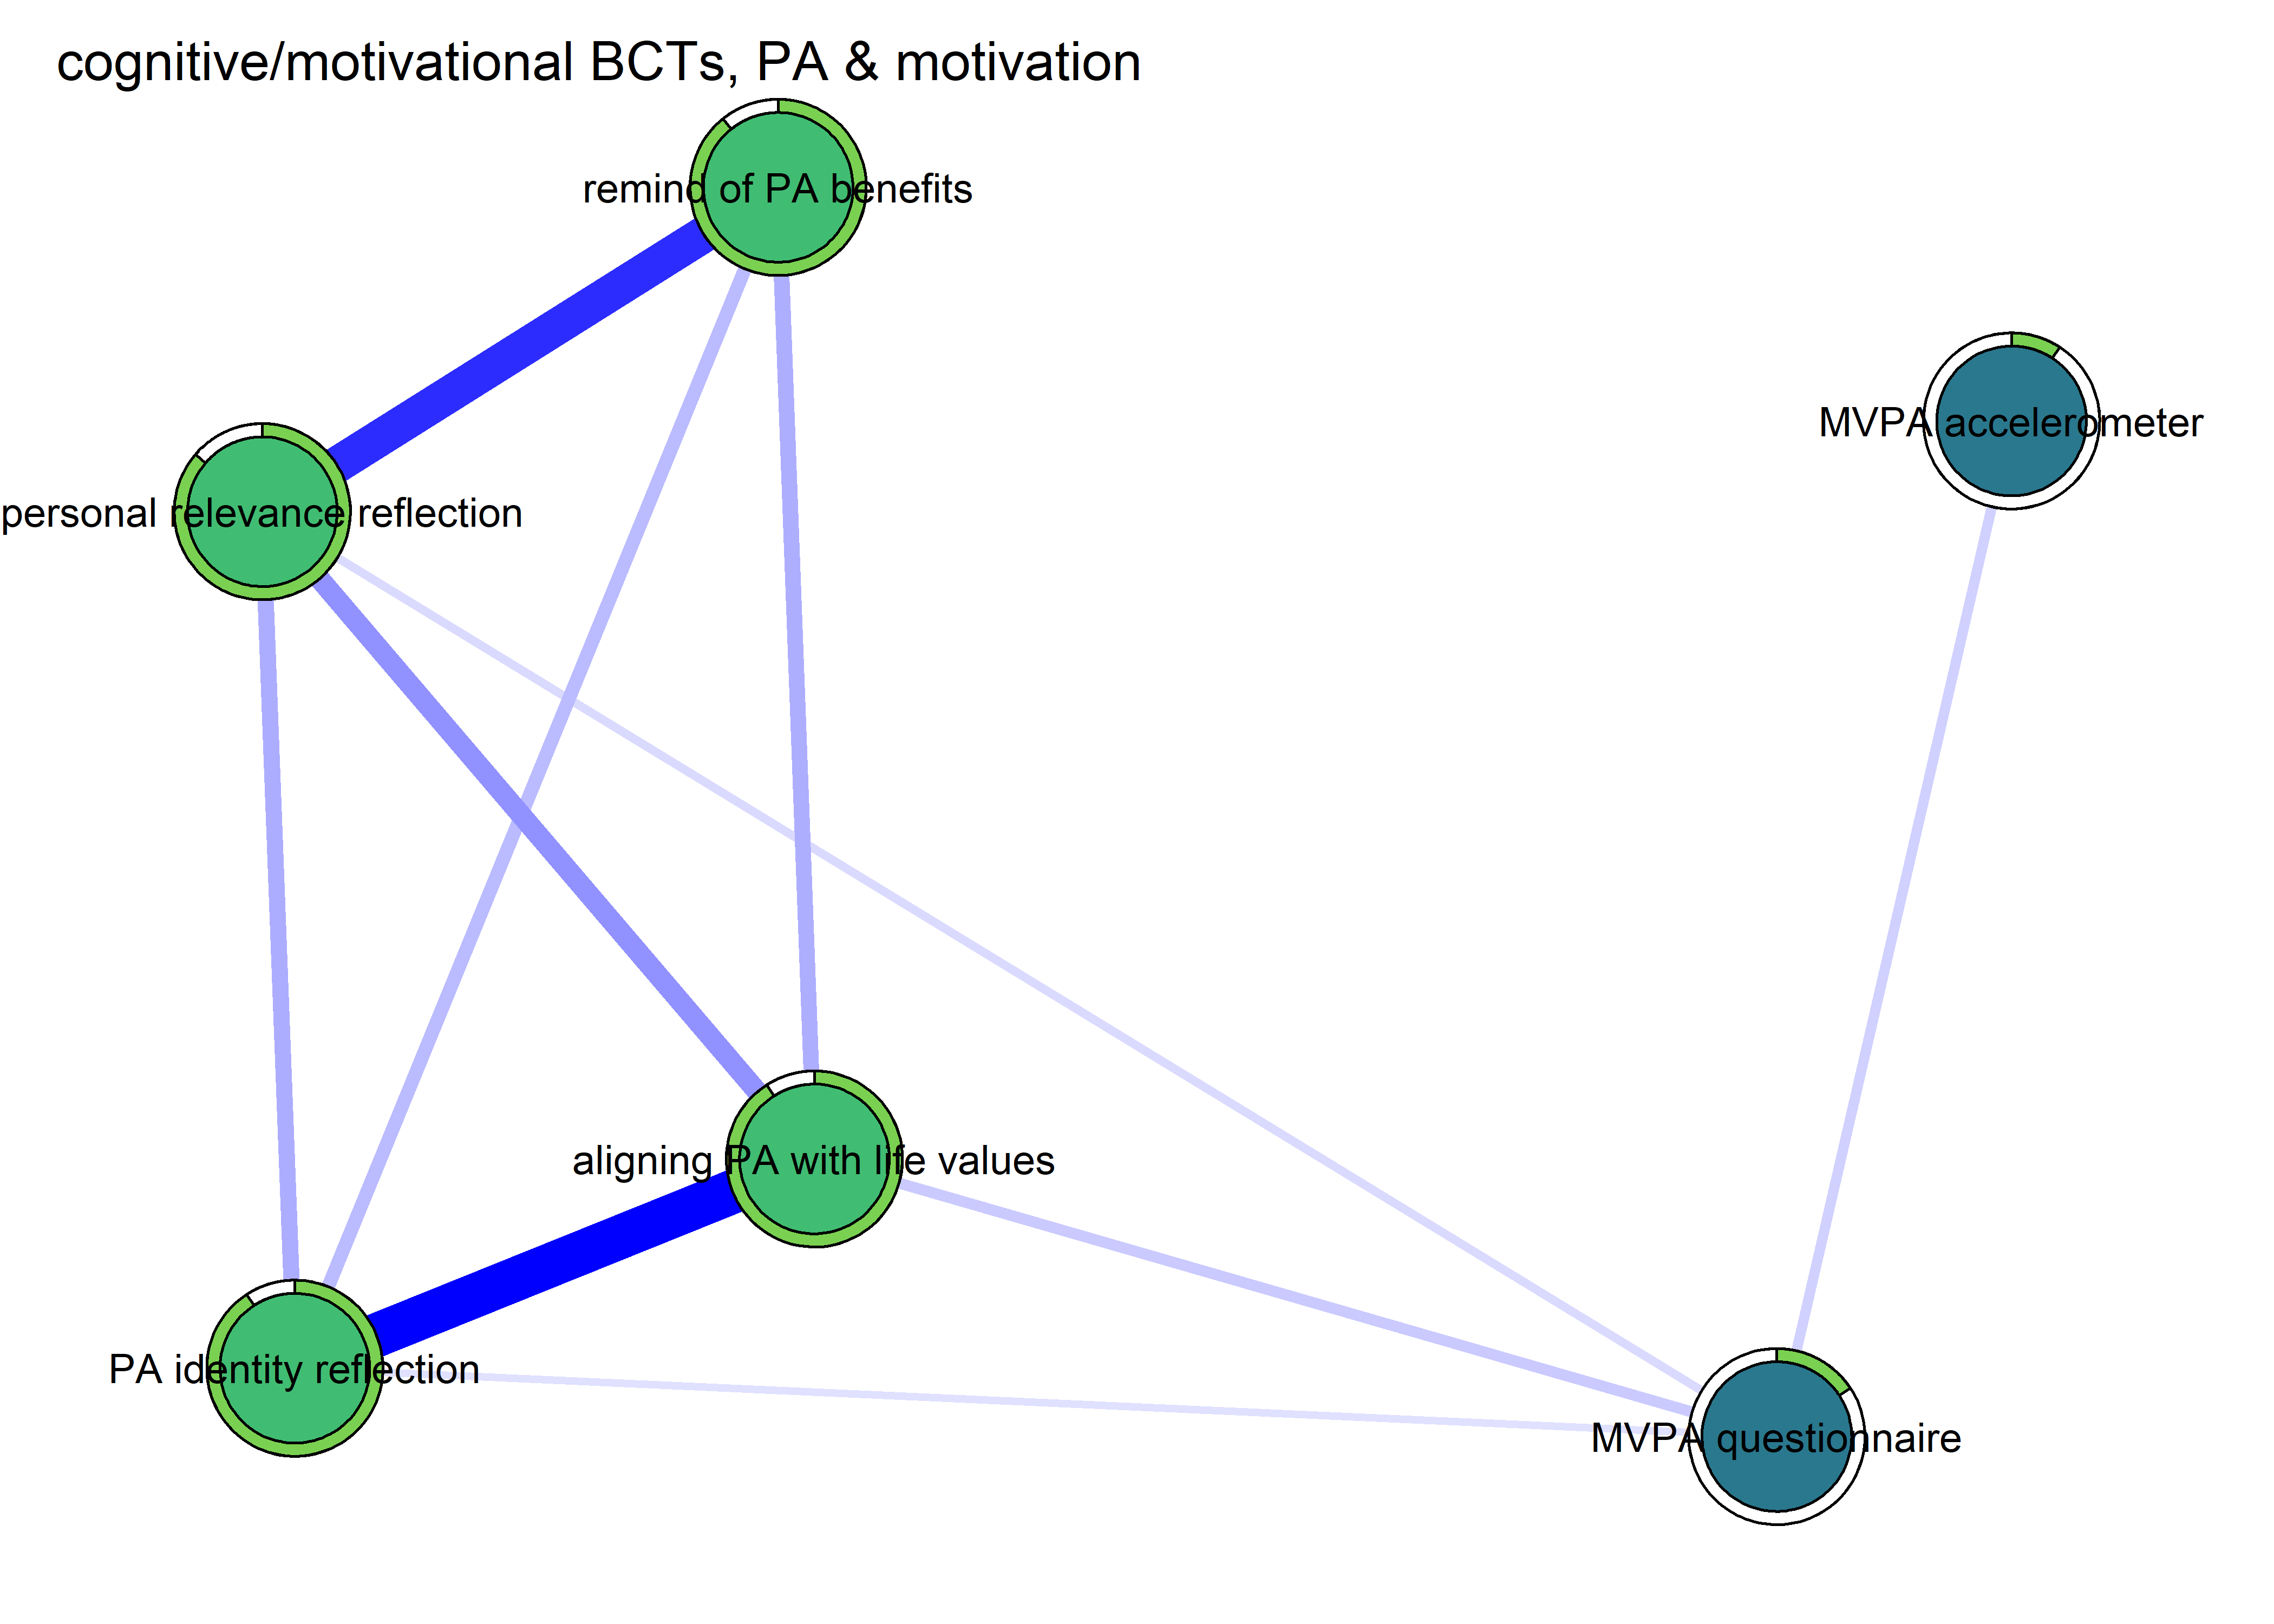 cognitive/motivational BCTs, PA & motivation
remind of PA benefits
MVPA accelerometer
personal relevance reflection
aligning PA with life values
PA identity reflection
MVPA questionnaire